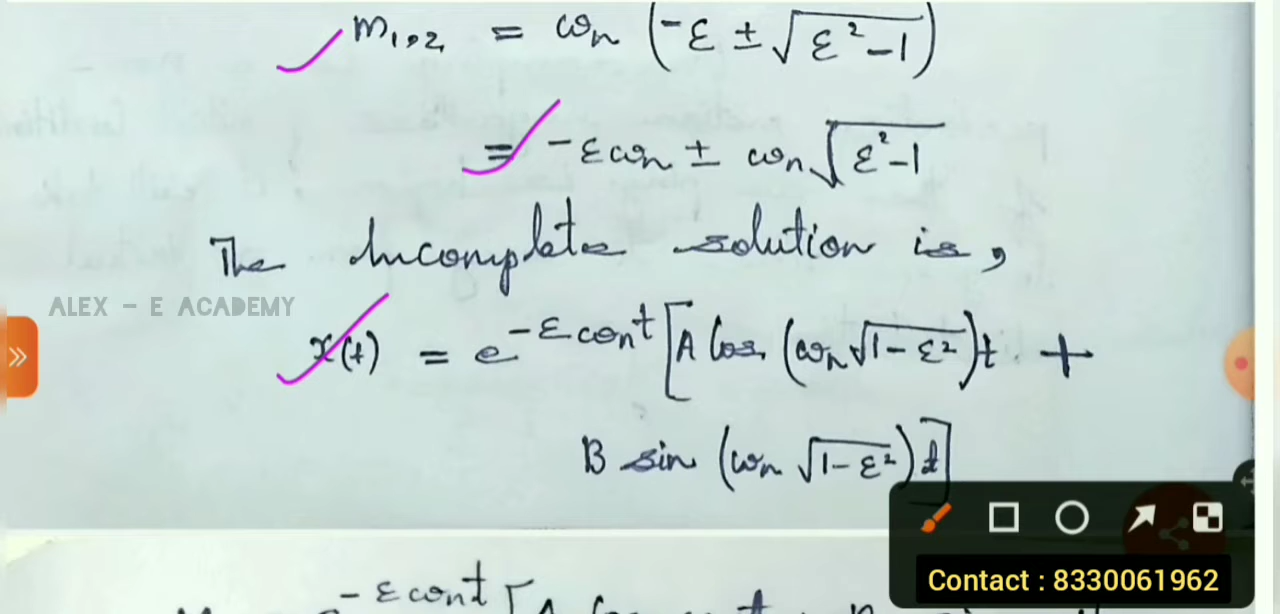 m₁,₂ = ωn (-ε ± √ε²-1)
= -εωn ± ωn√ε²-1
The Incomplete solution is,
ALEX - E ACADEMY
x(t) = e^-εωnt [A Cos (ωn√1-ε²)t +
B sin (ωn √1-ε²)t]
Contact : 8330061962
-εωnt [